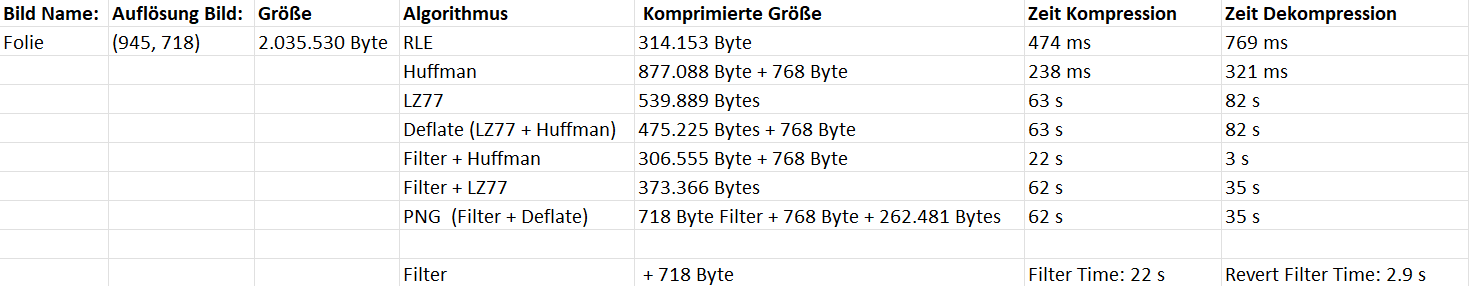 Bild Name: Auflösung Bild: Größe Algorithmus Komprimierte Größe Zeit Kompression Zeit Dekompression
Folie (945, 718) 2.035.530 Byte RLE 314.153 Byte 474 ms 769 ms
Huffman 877.088 Byte + 768 Byte 238 ms 321 ms
LZ77 539.889 Bytes 63 s 82 s
Deflate (LZ77 + Huffman) 475.225 Bytes + 768 Byte 63 s 82 s
Filter + Huffman 306.555 Byte + 768 Byte 22 s 3 s
Filter + LZ77 373.366 Bytes 62 s 35 s
PNG (Filter + Deflate) 718 Byte Filter + 768 Byte + 262.481 Bytes 62 s 35 s
Filter + 718 Byte Filter Time: 22 s Revert Filter Time: 2.9 s